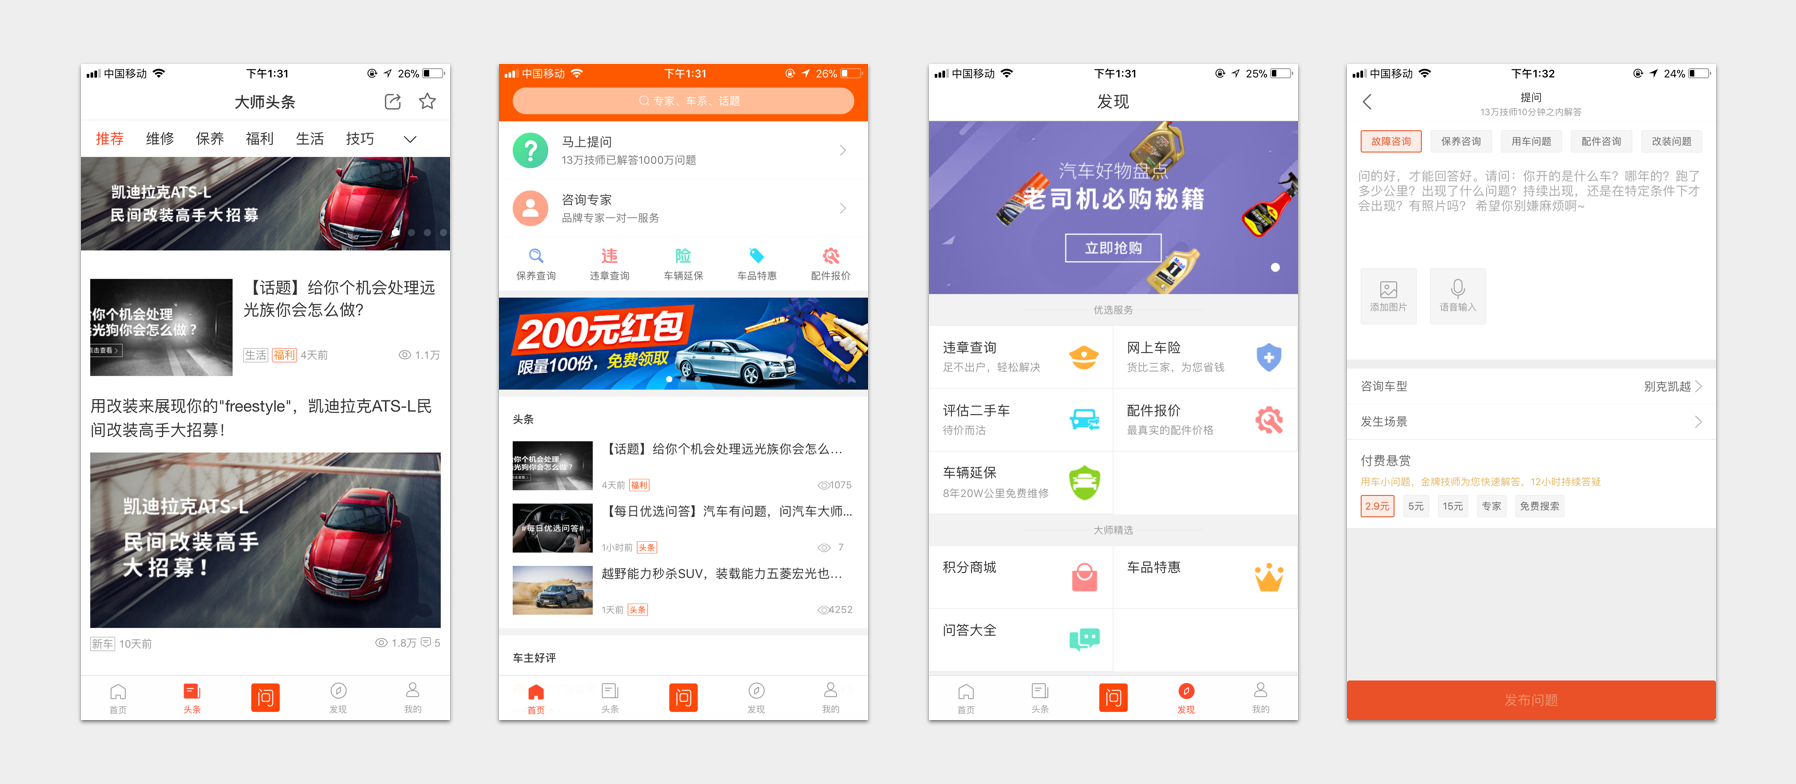 中国移动
下午1:31
26%
大师头条
推荐 维修 保养 福利 生活 技巧
凯迪拉克ATS-L
民间改装高手大招募
你个机会处理
光狗你会怎么做？
点击查看
【话题】给你个机会处理远
光族你会怎么做?
生活 福利 4天前
1.1万
用改装来展现你的"freestyle"，凯迪拉克ATS-L民
间改装高手大招募！
凯迪拉克ATS-L
民间改装高手
大招募！
新车 10天前
1.8万 5
首页 头条 问 发现 我的
中国移动
下午1:31
26%
专家、车系、话题
马上提问
13万技师已解答1000万问题
咨询专家
品牌专家一对一服务
违 险
保养查询 违章查询 车辆延保 车品特惠 配件报价
200元红包
限量100份，免费领取
头条
你个机会处理
光狗你会怎么做？
【话题】给你个机会处理远光族你会怎么...
4天前 福利
1075
#每日优选问答#
【每日优选问答】汽车有问题，问汽车大师...
1小时前 头条
7
越野能力秒杀SUV，装载能力五菱宏光也...
1天前 头条
4252
车主好评
首页 头条 问 发现 我的
中国移动
下午1:31
25%
发现
汽车好物盘点
老司机必购秘籍
立即抢购
优选服务
违章查询
足不出户，轻松解决
网上车险
货比三家，为您省钱
评估二手车
待价而沽
配件报价
最真实的配件价格
车辆延保
8年20W公里免费维修
大师精选
积分商城
车品特惠
问答大全
首页 头条 问 发现 我的
中国移动
下午1:32
24%
提问
13万技师10分钟之内解答
故障咨询 保养咨询 用车问题 配件咨询 改装问题
问的好，才能回答好。请问：你开的是什么车？哪年的？跑了
多少公里？出现了什么问题？持续出现，还是在特定条件下才
会出现？有照片吗？ 希望你别嫌麻烦啊~
添加图片 语音输入
咨询车型
别克凯越
发生场景
付费悬赏
用车小问题，金牌技师为您快速解答，12小时持续答疑
2.9元 5元 15元 专家 免费搜索
发布问题